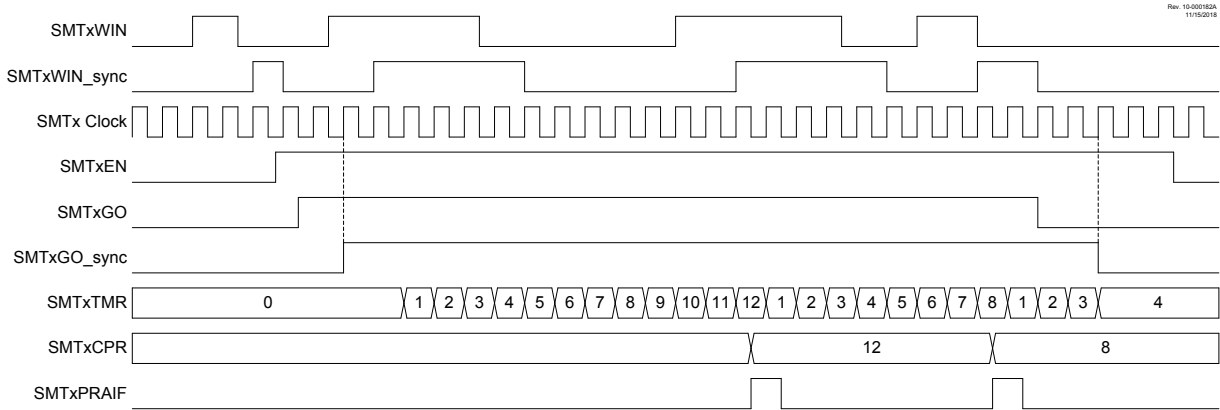 Rev. 10-000182A
11/15/2018
SMTxWIN
SMTxWIN_sync
SMTx Clock
SMTxEN
SMTxGO
SMTxGO_sync
SMTxTMR 0 1 2 3 4 5 6 7 8 9 10 11 12 1 2 3 4 5 6 7 8 1 2 3 4
SMTxCPR 12 8
SMTxPRAIF